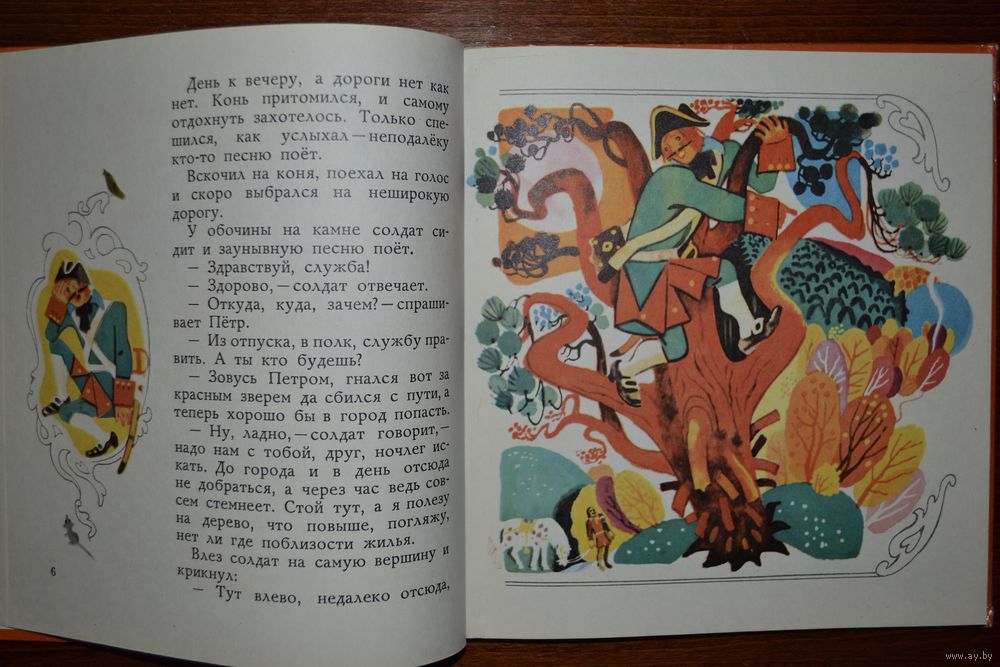 День к вечеру, а дороги нет как
нет. Конь притомился, и самому
отдохнуть захотелось. Только спе-
шился, как услыхал — неподалёку
кто-то песню поёт.
Вскочил на коня, поехал на голос
и скоро выбрался на неширокую
дорогу.
У обочины на камне солдат си-
дит и заунывную песню поёт.
— Здравствуй, служба!
— Здорово, — солдат отвечает.
— Откуда, куда, зачем? — спраши-
вает Пётр.
— Из отпуска, в полк, службу пра-
вить. А ты кто будешь?
— Зовусь Петром, гнался вот за
красным зверем да сбился с пути, а
теперь хорошо бы в город попасть.
— Ну, ладно, — солдат говорит, —
надо нам с тобой, друг, ночлег ис-
кать. До города и в день отсюда
не добраться, а через час ведь сов-
сем стемнеет. Стой тут, а я полезу
на дерево, что повыше, погляжу,
нет ли где поблизости жилья.
Влез солдат на самую вершину и
крикнул:
— Тут влево, недалеко отсюда,
6
www.ay.by